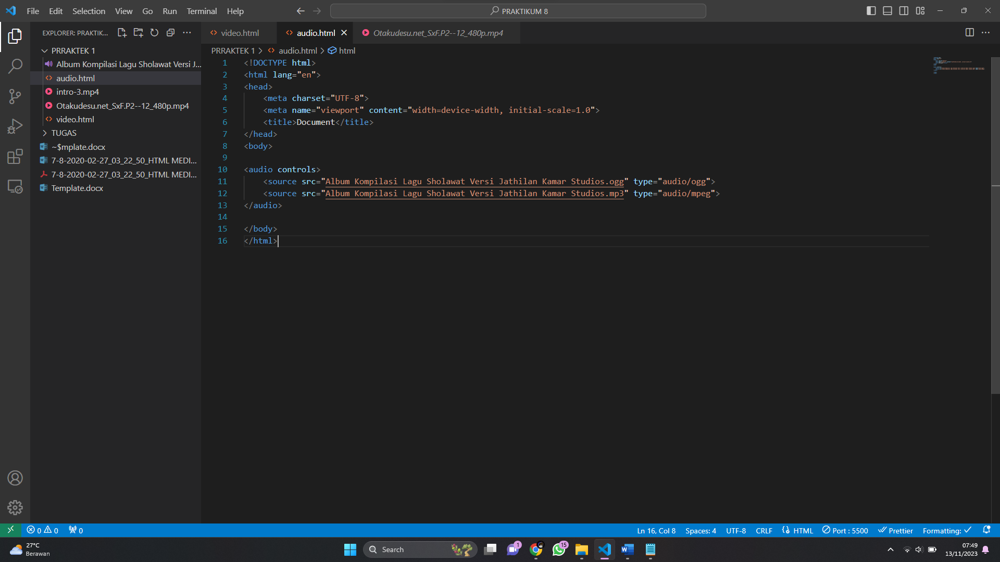 File Edit Selection View Go Run Terminal Help
PRAKTIKUM 8
EXPLORER: PRAKTIK...
video.html
audio.html
Otakudesu.net_SxF.P2--12_480p.mp4
PRRAKTEK 1
Album Kompilasi Lagu Sholawat Versi J...
audio.html
intro-3.mp4
Otakudesu.net_SxF.P2--12_480p.mp4
video.html
TUGAS
~$mplate.docx
7-8-2020-02-27_03_22_50_HTML MEDI...
7-8-2020-02-27_03_22_50_HTML MEDI...
Template.docx
PRRAKTEK 1 > audio.html > html
1 <!DOCTYPE html>
2 <html lang="en">
3 <head>
4 <meta charset="UTF-8">
5 <meta name="viewport" content="width=device-width, initial-scale=1.0">
6 <title>Document</title>
7 </head>
8 <body>
9
10 <audio controls>
11 <source src="Album Kompilasi Lagu Sholawat Versi Jathilan Kamar Studios.ogg" type="audio/ogg">
12 <source src="Album Kompilasi Lagu Sholawat Versi Jathilan Kamar Studios.mp3" type="audio/mpeg">
13 </audio>
14
15 </body>
16 </html>
0 0 0
Ln 16, Col 8 Spaces: 4 UTF-8 CRLF HTML Port : 5500 Prettier Formatting:
27°C
Berawan
Search
1
15
07:49
13/11/2023